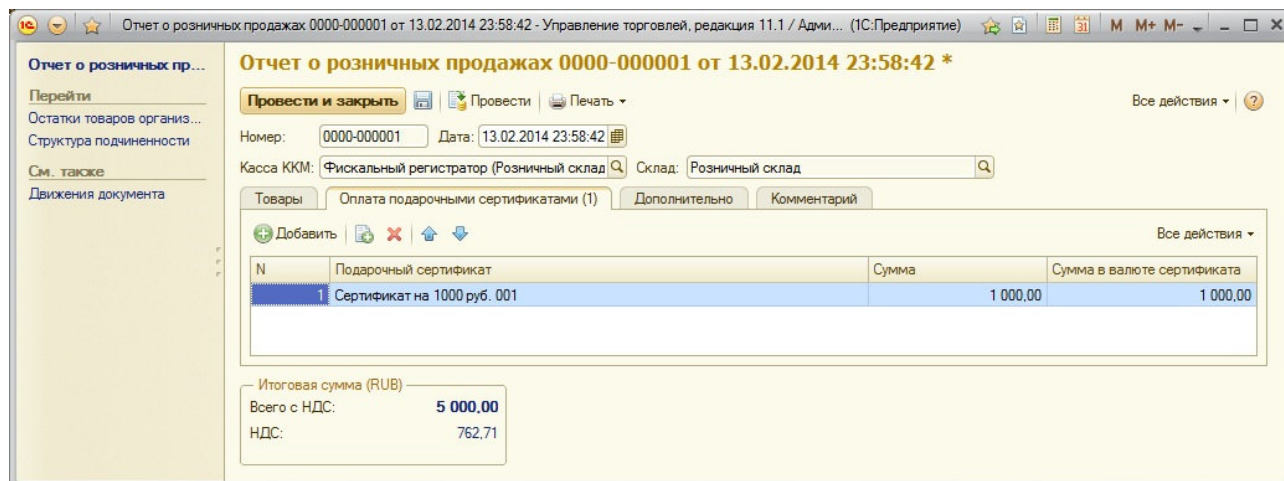 Отчет о розничных продажах 0000-000001 от 13.02.2014 23:58:42 - Управление торговлей, редакция 11.1 / Адми... (1С:Предприятие) 31 M M+ M-
Отчет о розничных пр...
Перейти
Остатки товаров организ...
Структура подчиненности
См. также
Движения документа
Отчет о розничных продажах 0000-000001 от 13.02.2014 23:58:42 *
Провести и закрыть Провести Печать Все действия ?
Номер: 0000-000001 Дата: 13.02.2014 23:58:42
Касса ККМ: Фискальный регистратор (Розничный склад Склад: Розничный склад
Товары Оплата подарочными сертификатами (1) Дополнительно Комментарий
Добавить Все действия
N Подарочный сертификат Сумма Сумма в валюте сертификата
1 Сертификат на 1000 руб. 001 1 000,00 1 000,00
Итоговая сумма (RUB)
Всего с НДС: 5 000,00
НДС: 762,71